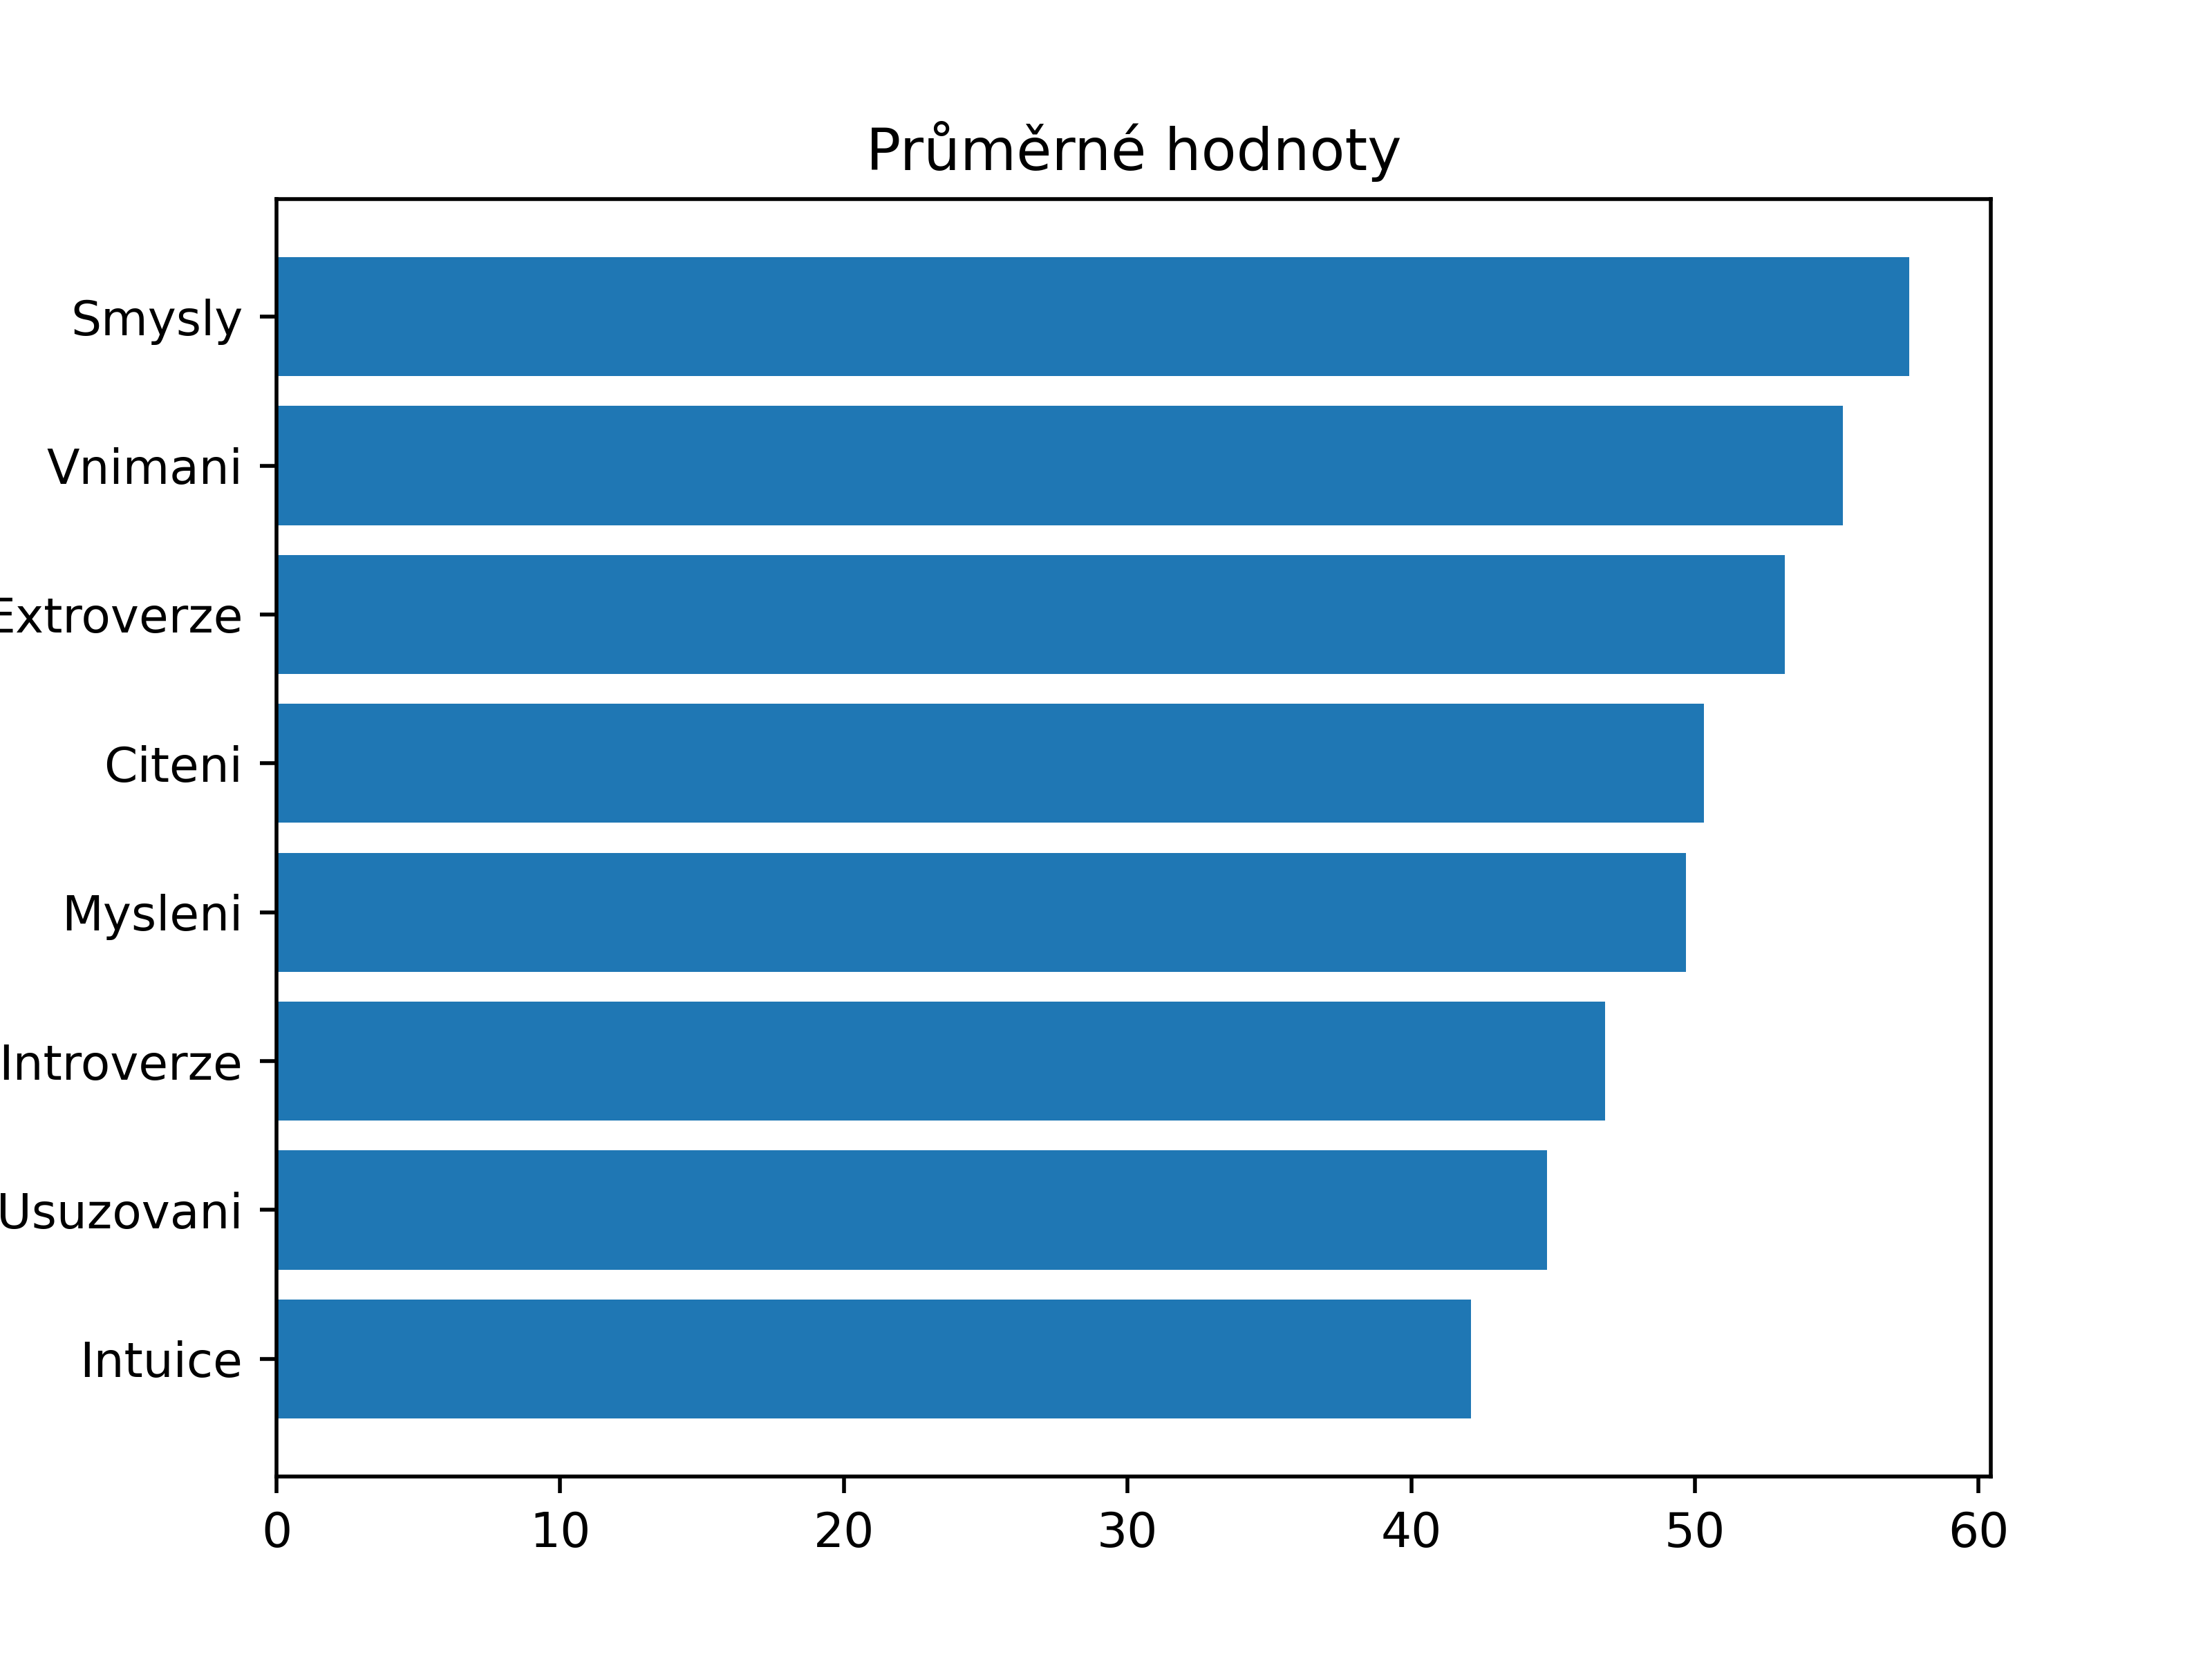 Průměrné hodnoty
Smysly
Vnimani
Extroverze
Citeni
Mysleni
Introverze
Usuzovani
Intuice
0 10 20 30 40 50 60